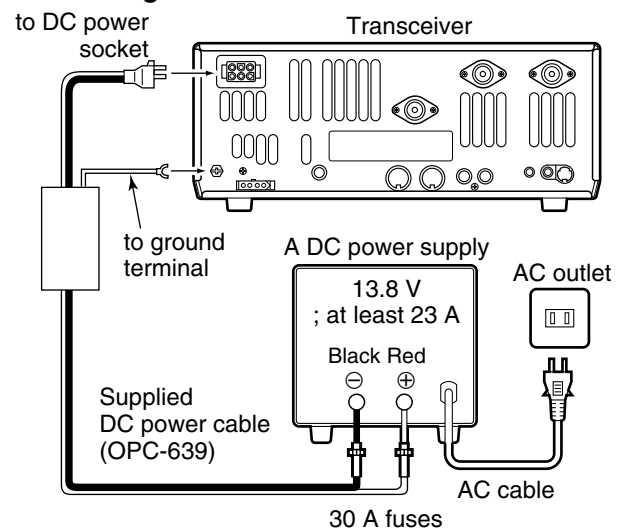 to DC power
socket
Transceiver
to ground
terminal
A DC power supply
13.8 V
; at least 23 A
Black Red
⊖ ⊕
AC outlet
Supplied
DC power cable
(OPC-639)
AC cable
30 A fuses